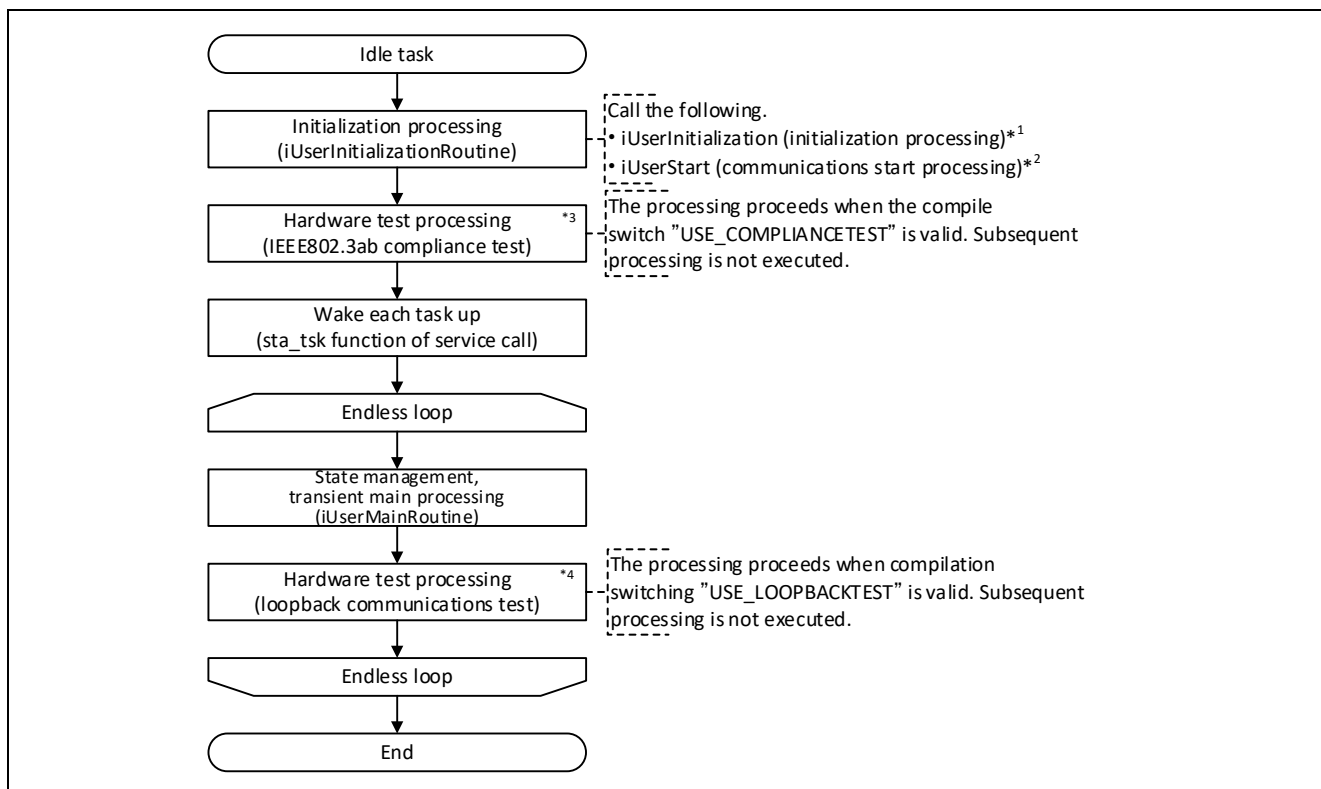 Idle task
Initialization processing
(iUserInitializationRoutine)
Call the following.
• iUserInitialization (initialization processing)*1
• iUserStart (communications start processing)*2
Hardware test processing *3
(IEEE802.3ab compliance test)
The processing proceeds when the compile
switch ”USE_COMPLIANCETEST” is valid. Subsequent
processing is not executed.
Wake each task up
(sta_tsk function of service call)
Endless loop
State management,
transient main processing
(iUserMainRoutine)
Hardware test processing *4
(loopback communications test)
The processing proceeds when compilation
switching ”USE_LOOPBACKTEST” is valid. Subsequent
processing is not executed.
Endless loop
End